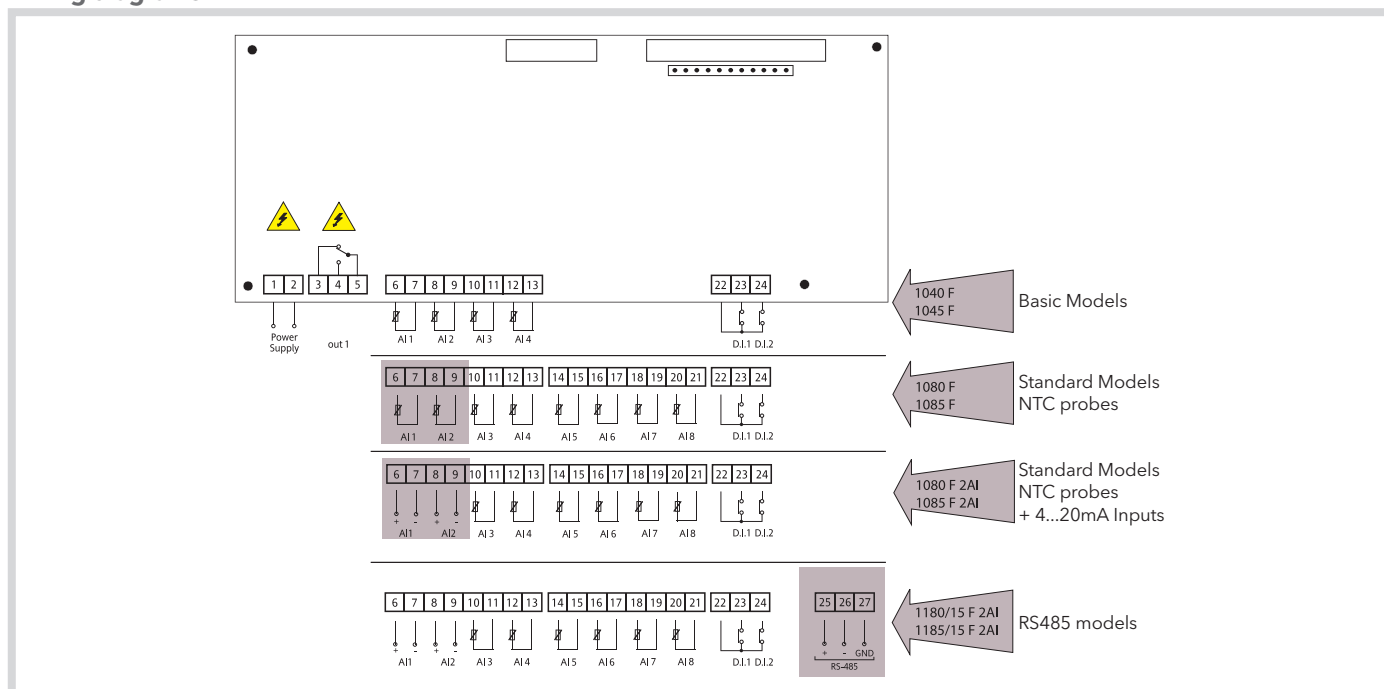 1 2 3 4 5 6 7 8 9 10 11 12 13 22 23 24
Power
Supply
out 1
AI 1 AI 2 AI 3 AI 4
D.I.1 D.I.2
1040 F
1045 F
Basic Models
6 7 8 9 10 11 12 13 14 15 16 17 18 19 20 21 22 23 24
AI 1 AI 2 AI 3 AI 4 AI 5 AI 6 AI 7 AI 8 D.I.1 D.I.2
1080 F
1085 F
Standard Models
NTC probes
6 7 8 9 10 11 12 13 14 15 16 17 18 19 20 21 22 23 24
+ - + -
AI1 AI2 AI 3 AI 4 AI 5 AI 6 AI 7 AI 8 D.I.1 D.I.2
1080 F 2AI
1085 F 2AI
Standard Models
NTC probes
+ 4...20mA Inputs
6 7 8 9 10 11 12 13 14 15 16 17 18 19 20 21 22 23 24 25 26 27
+ - + - + - GND
AI1 AI2 AI 3 AI 4 AI 5 AI 6 AI 7 AI 8 D.I.1 D.I.2 RS-485
1180/15 F 2AI
1185/15 F 2AI
RS485 models